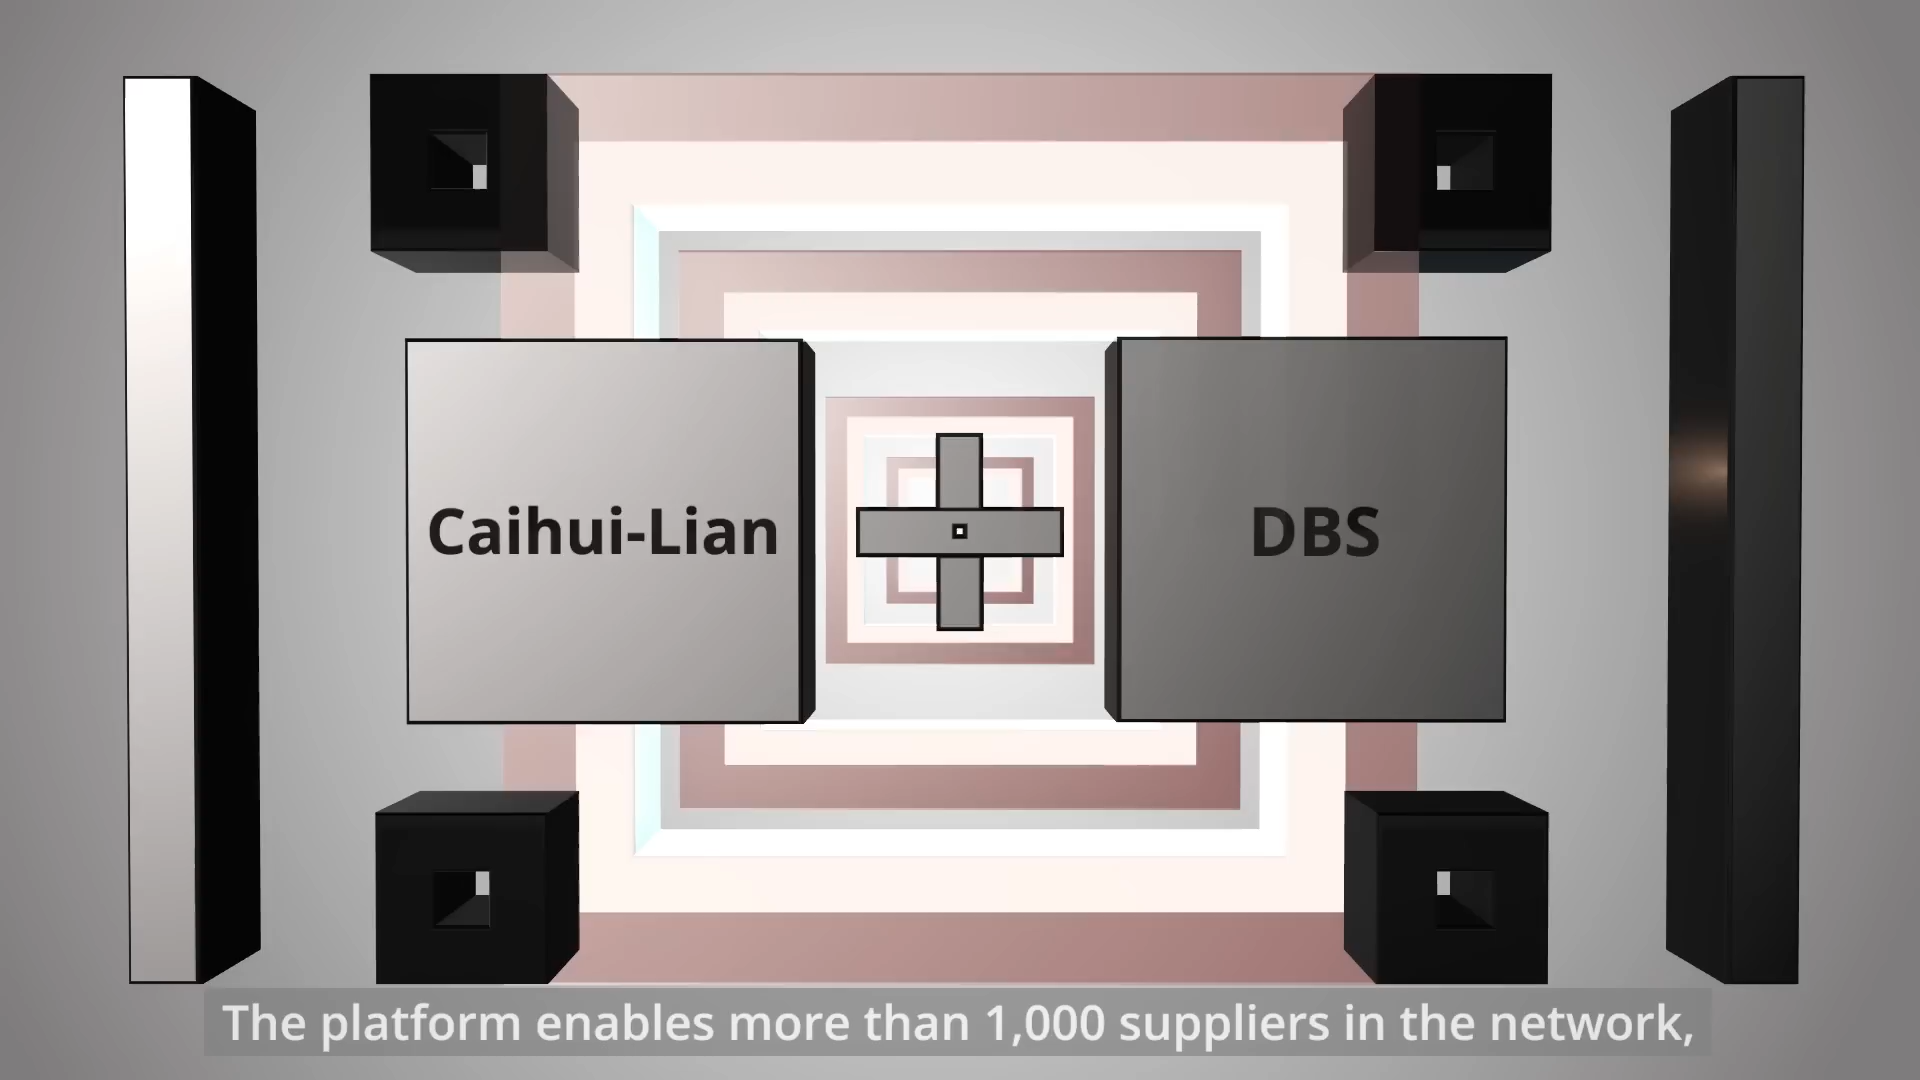 Caihui-Lian
DBS
The platform enables more than 1,000 suppliers in the network,